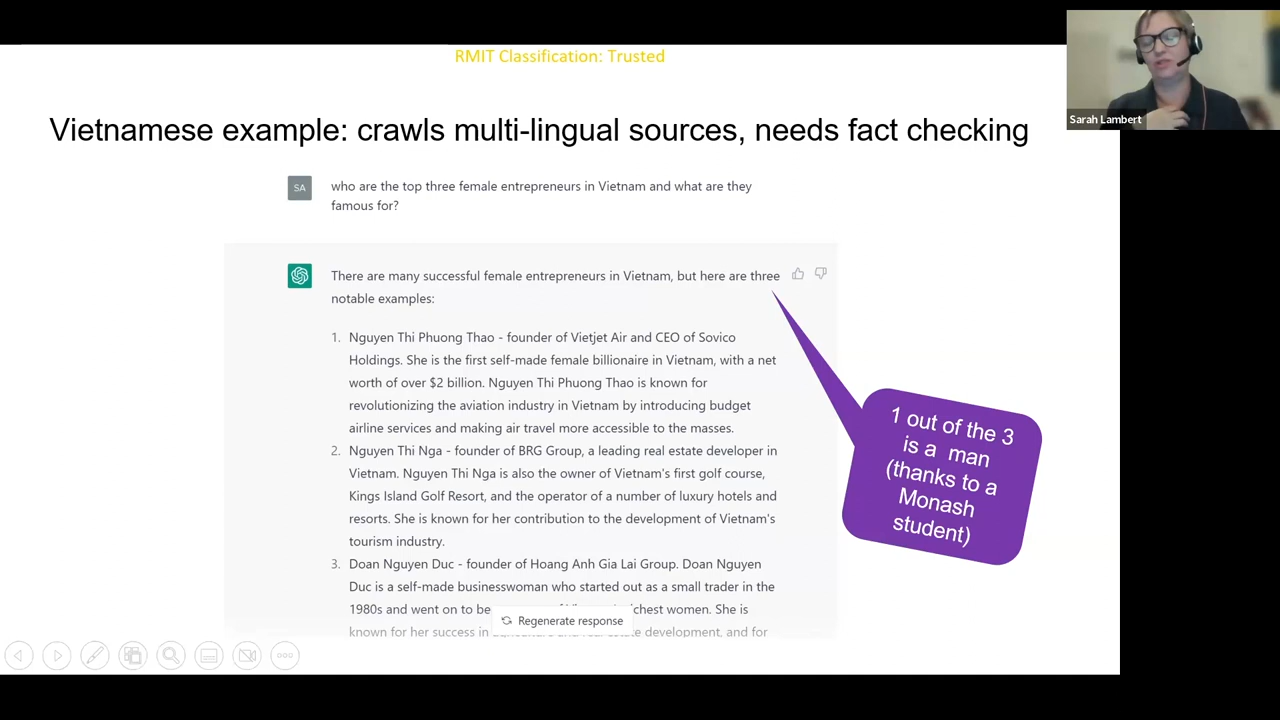 RMIT Classification: Trusted
Sarah Lambert
Vietnamese example: crawls multi-lingual sources, needs fact checking
SA
who are the top three female entrepreneurs in Vietnam and what are they
famous for?
There are many successful female entrepreneurs in Vietnam, but here are three
notable examples:
1. Nguyen Thi Phuong Thao - founder of Vietjet Air and CEO of Sovico
Holdings. She is the first self-made female billionaire in Vietnam, with a net
worth of over $2 billion. Nguyen Thi Phuong Thao is known for
revolutionizing the aviation industry in Vietnam by introducing budget
airline services and making air travel more accessible to the masses.
2. Nguyen Thi Nga - founder of BRG Group, a leading real estate developer in
Vietnam. Nguyen Thi Nga is also the owner of Vietnam's first golf course,
Kings Island Golf Resort, and the operator of a number of luxury hotels and
resorts. She is known for her contribution to the development of Vietnam's
tourism industry.
3. Doan Nguyen Duc - founder of Hoang Anh Gia Lai Group. Doan Nguyen
Duc is a self-made businesswoman who started out as a small trader in the
1980s and went on to be women. She is
known for her success in development, and for
Regenerate response
1 out of the 3
is a man
(thanks to a
Monash
student)